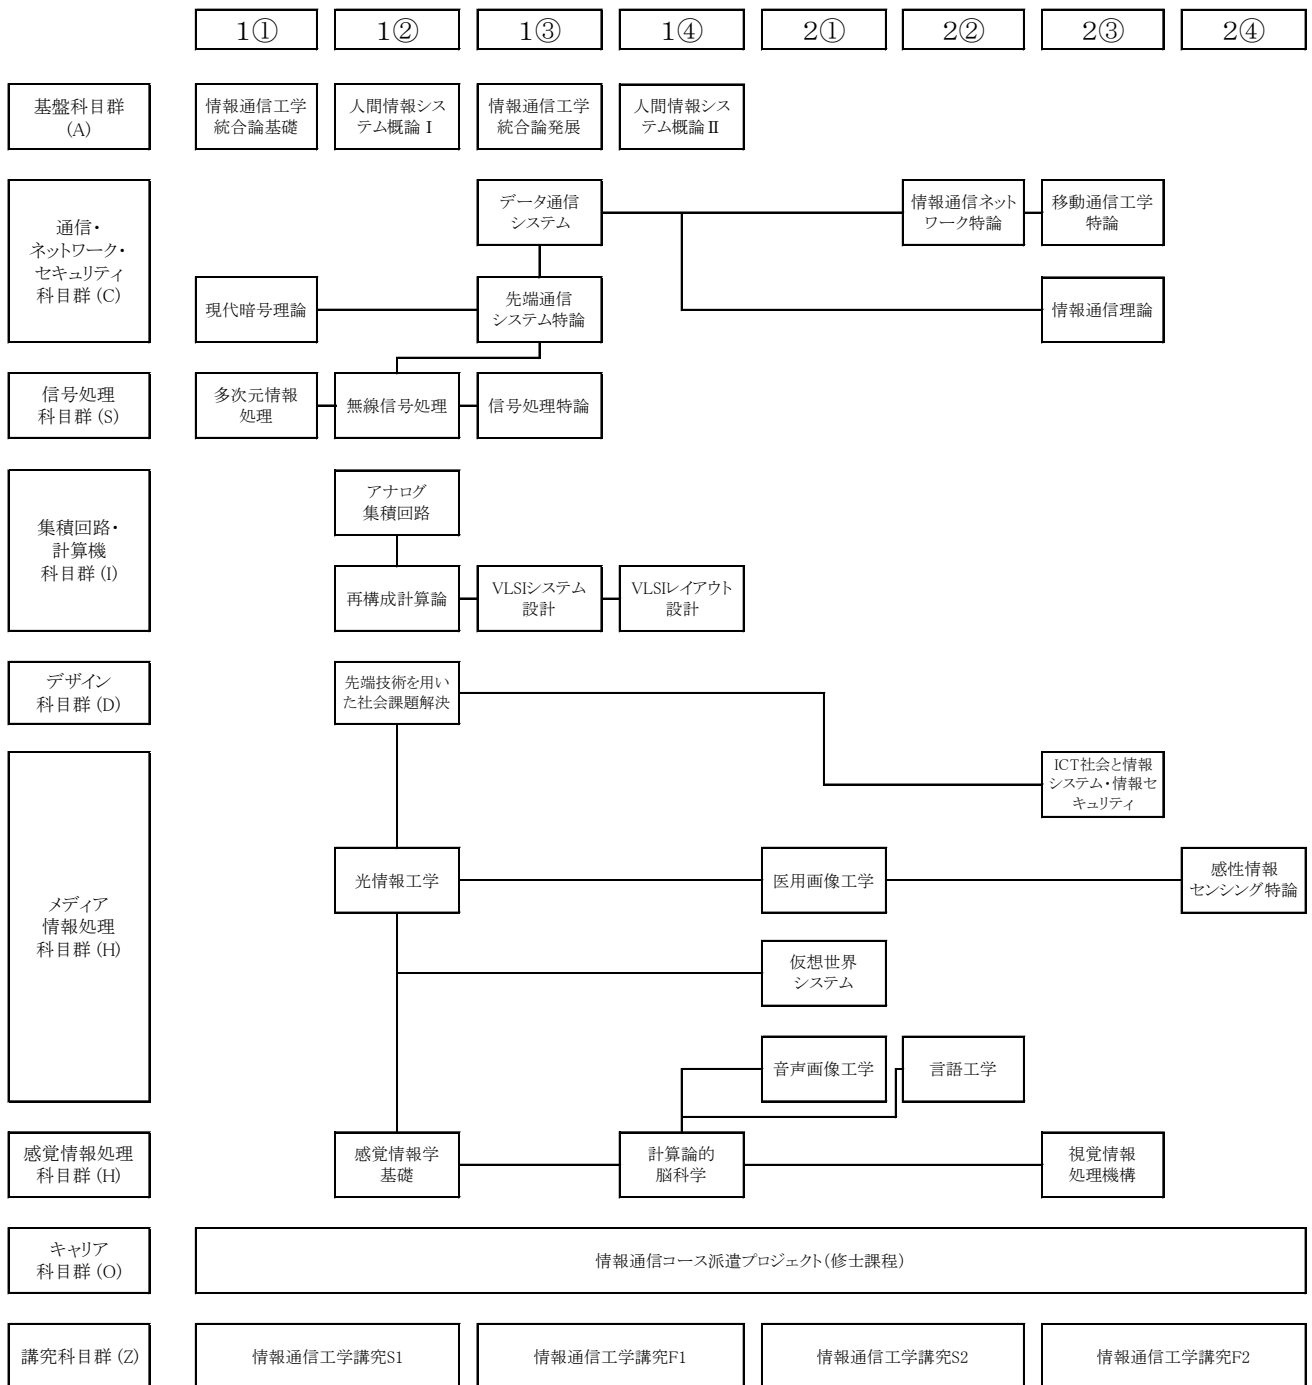 1①
1②
1③
1④
2①
2②
2③
2④
基盤科目群
(A)
情報通信工学
統合論基礎
人間情報シス
テム概論Ⅰ
情報通信工学
統合論発展
人間情報シス
テム概論Ⅱ
通信・
ネットワーク・
セキュリティ
科目群(C)
データ通信
システム
情報通信ネット
ワーク特論
移動通信工学
特論
現代暗号理論
先端通信
システム特論
情報通信理論
信号処理
科目群(S)
多次元情報
処理
無線信号処理
信号処理特論
集積回路・
計算機
科目群(I)
アナログ
集積回路
再構成計算論
VLSIシステム
設計
VLSIレイアウト
設計
デザイン
科目群(D)
先端技術を用い
た社会課題解決
メディア
情報処理
科目群(H)
ICT社会と情報
システム・情報セ
キュリティ
光情報工学
医用画像工学
感性情報
センシング特論
仮想世界
システム
音声画像工学
言語工学
感覚情報処理
科目群(H)
感覚情報学
基礎
計算論的
脳科学
視覚情報
処理機構
キャリア
科目群(O)
情報通信コース派遣プロジェクト(修士課程)
講究科目群(Z)
情報通信工学講究S1
情報通信工学講究F1
情報通信工学講究S2
情報通信工学講究F2